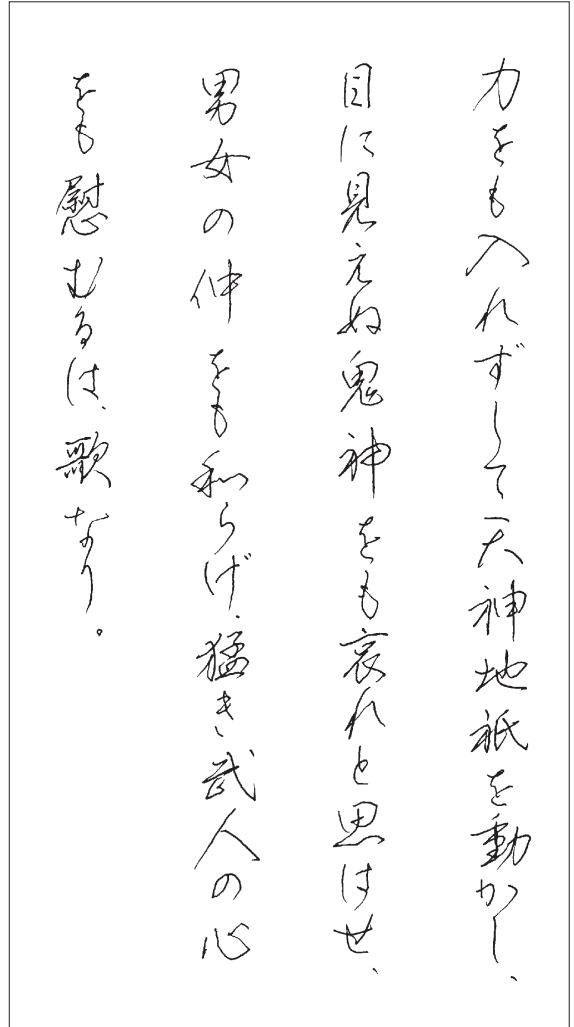 力をも入れずして天神地祇を動かし、
目に見えぬ鬼神をも哀れと思はせ、
男女の仲をも和らげ、猛き武人の心
をも慰むるは、歌なり。